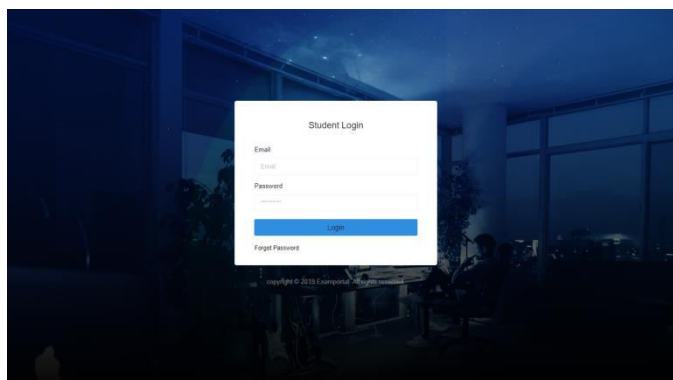 Student Login
Email
Email
Password
Login
Forget Password
copyright © 2019 Examportal. All rights reserved.